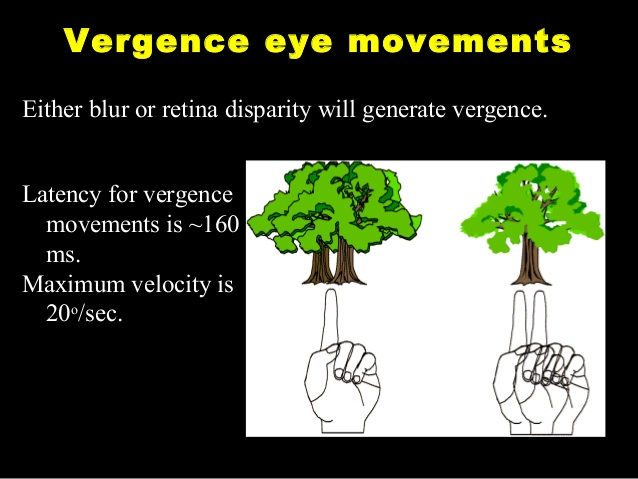 Vergence eye movements
Either blur or retina disparity will generate vergence.
Latency for vergence
movements is ~160
ms.
Maximum velocity is
20º/sec.